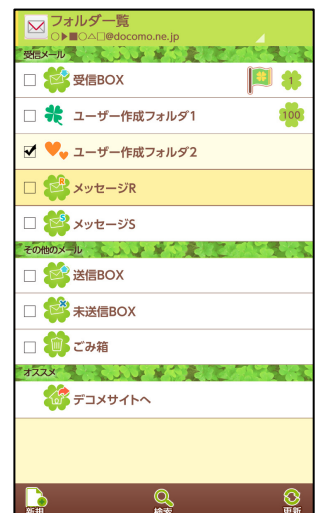 フォルダ一覧
○▶■○△□@docomo.ne.jp
受信メール
受信BOX 1
ユーザー作成フォルダ1 100
ユーザー作成フォルダ2
R メッセージR
S メッセージS
その他のメール
送信BOX
未送信BOX
ごみ箱
オススメ
デコメサイトへ
新規 検索 更新